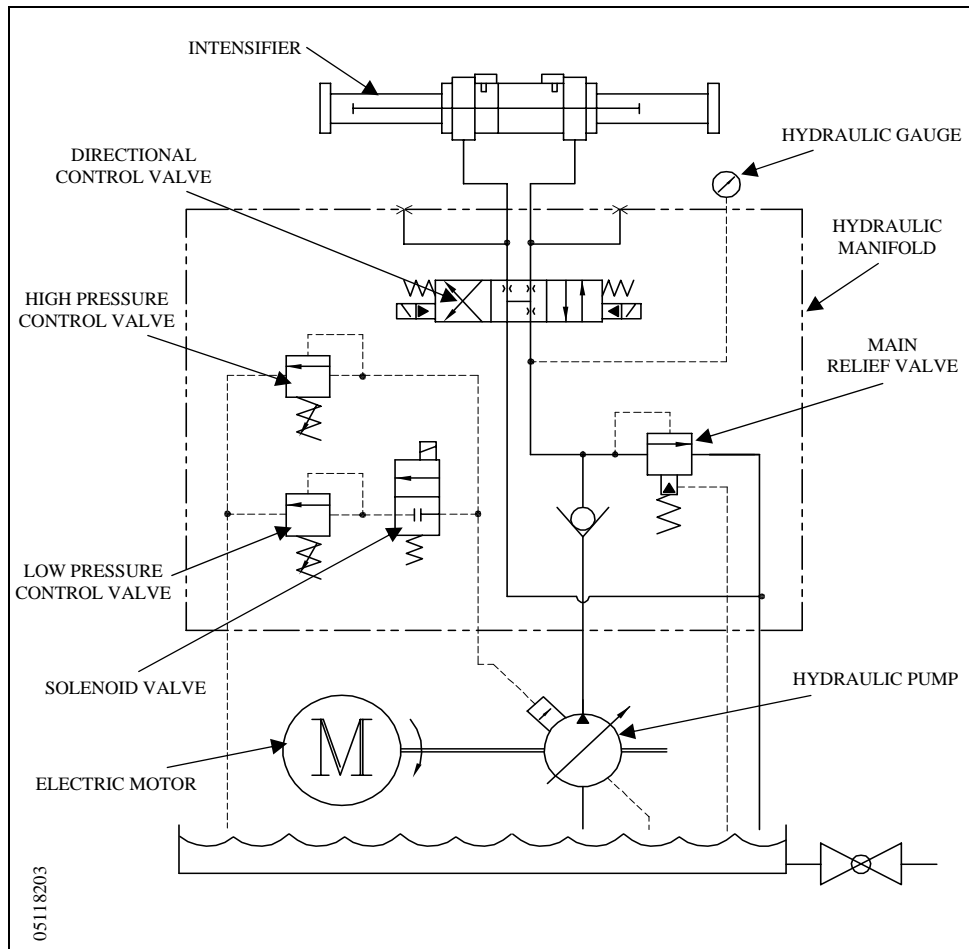 INTENSIFIER
HYDRAULIC GAUGE
DIRECTIONAL
CONTROL VALVE
HYDRAULIC
MANIFOLD
HIGH PRESSURE
CONTROL VALVE
MAIN
RELIEF VALVE
LOW PRESSURE
CONTROL VALVE
SOLENOID VALVE
HYDRAULIC PUMP
M
ELECTRIC MOTOR
05118203